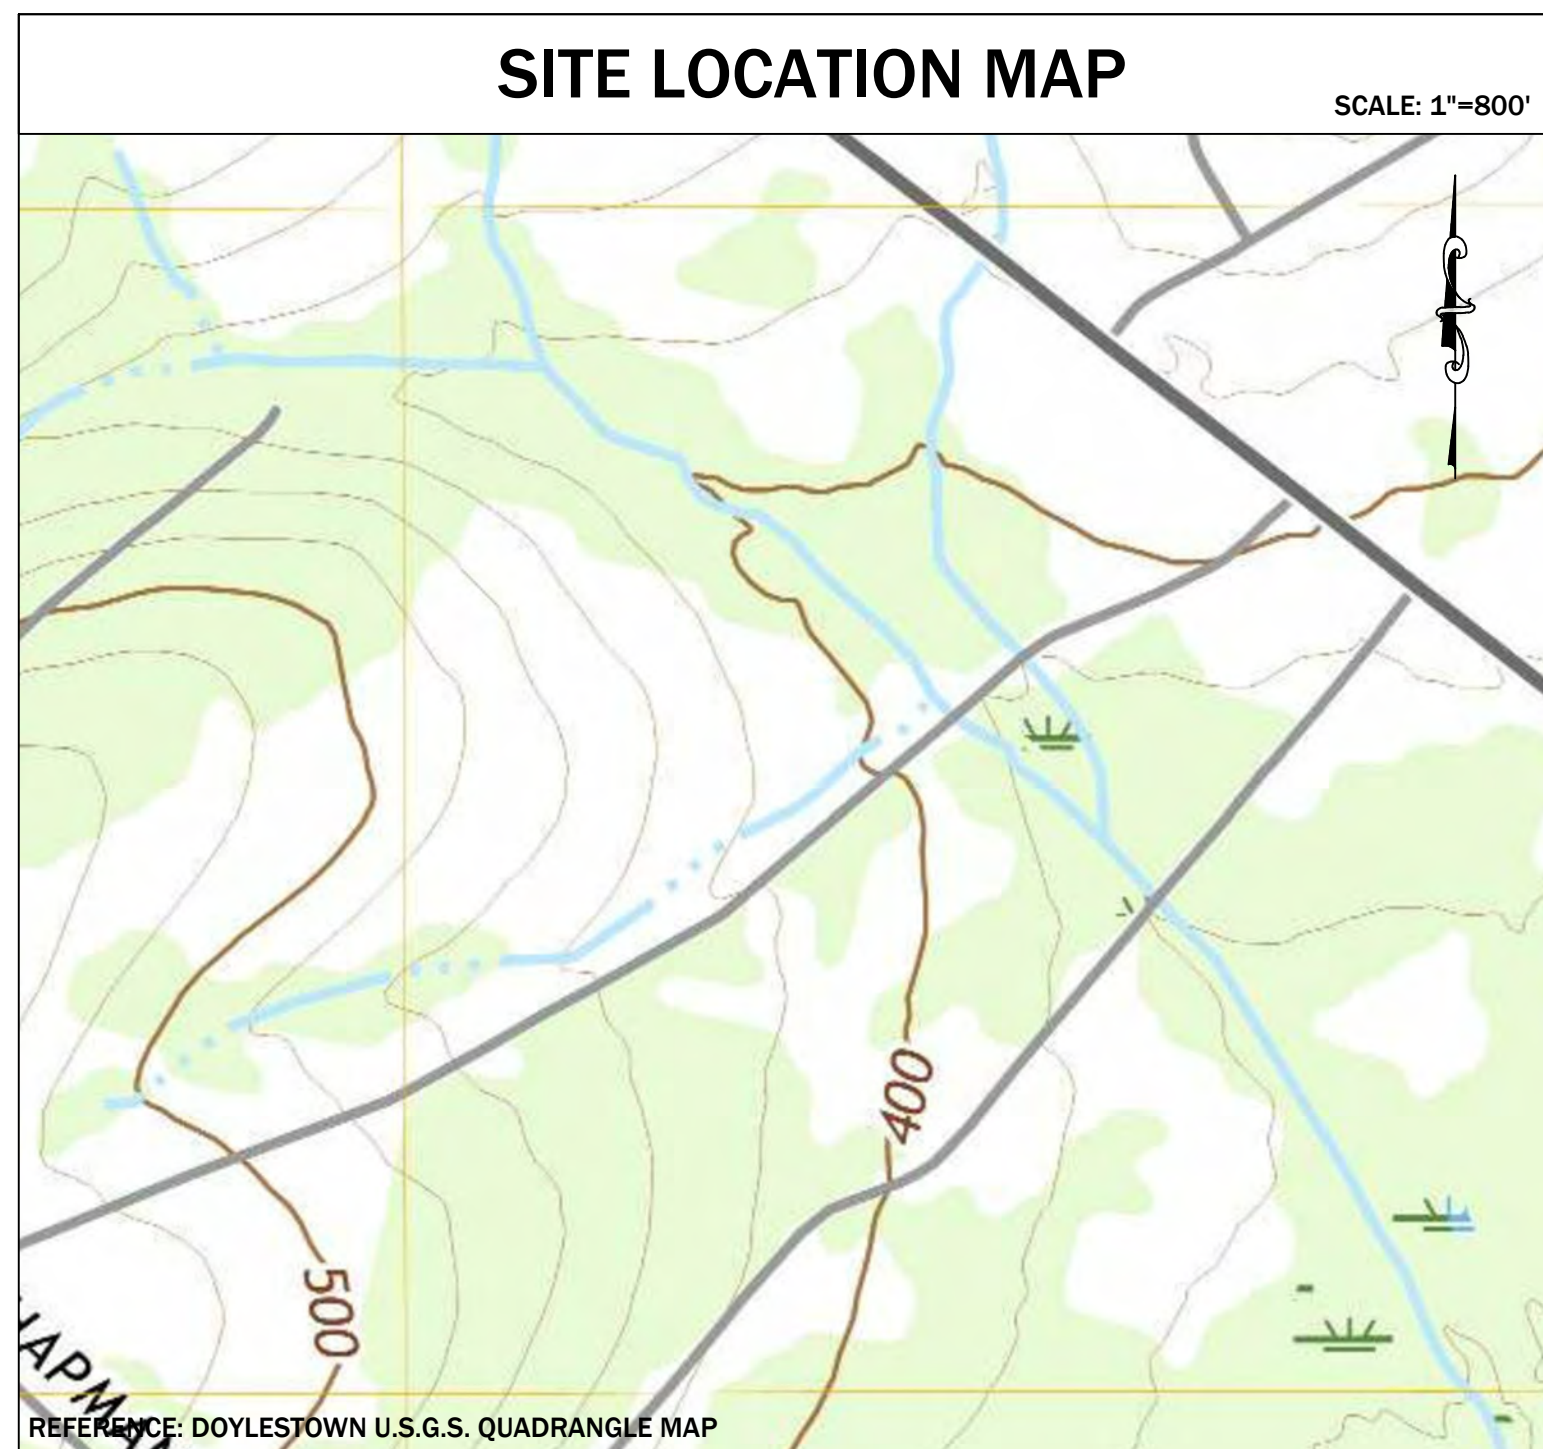 SITE LOCATION MAP
SCALE: 1"=800'
400
500
REFERENCE: DOYLESTOWN U.S.G.S. QUADRANGLE MAP